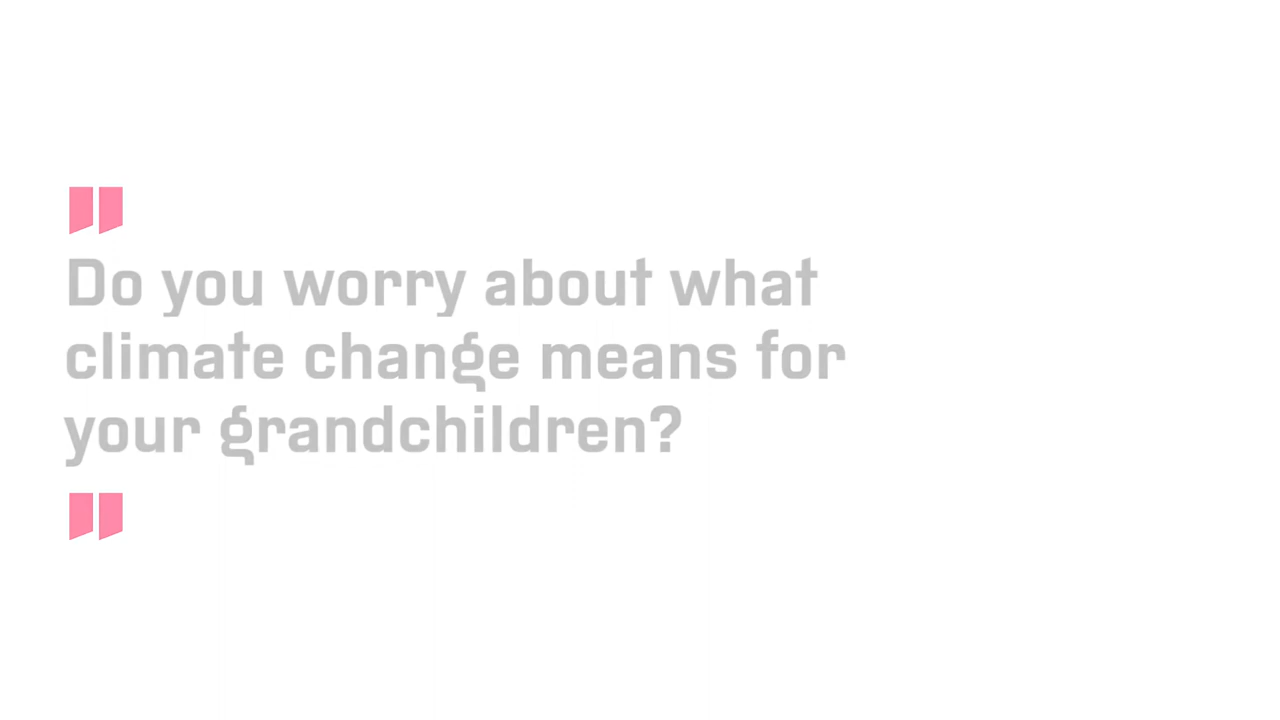 "
Do you worry about what
climate change means for
your grandchildren?
"